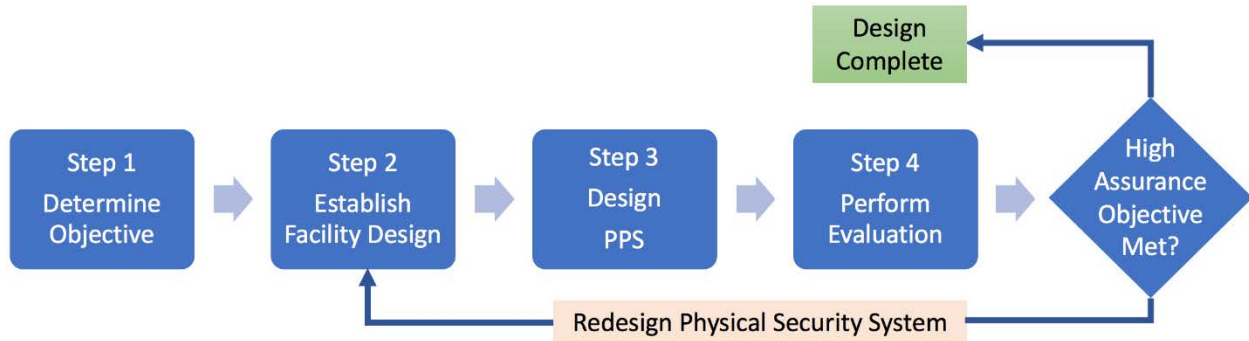 Design
Complete
Step 1
Determine
Objective
Step 2
Establish
Facility Design
Step 3
Design
PPS
Step 4
Perform
Evaluation
High
Assurance
Objective
Met?
Redesign Physical Security System